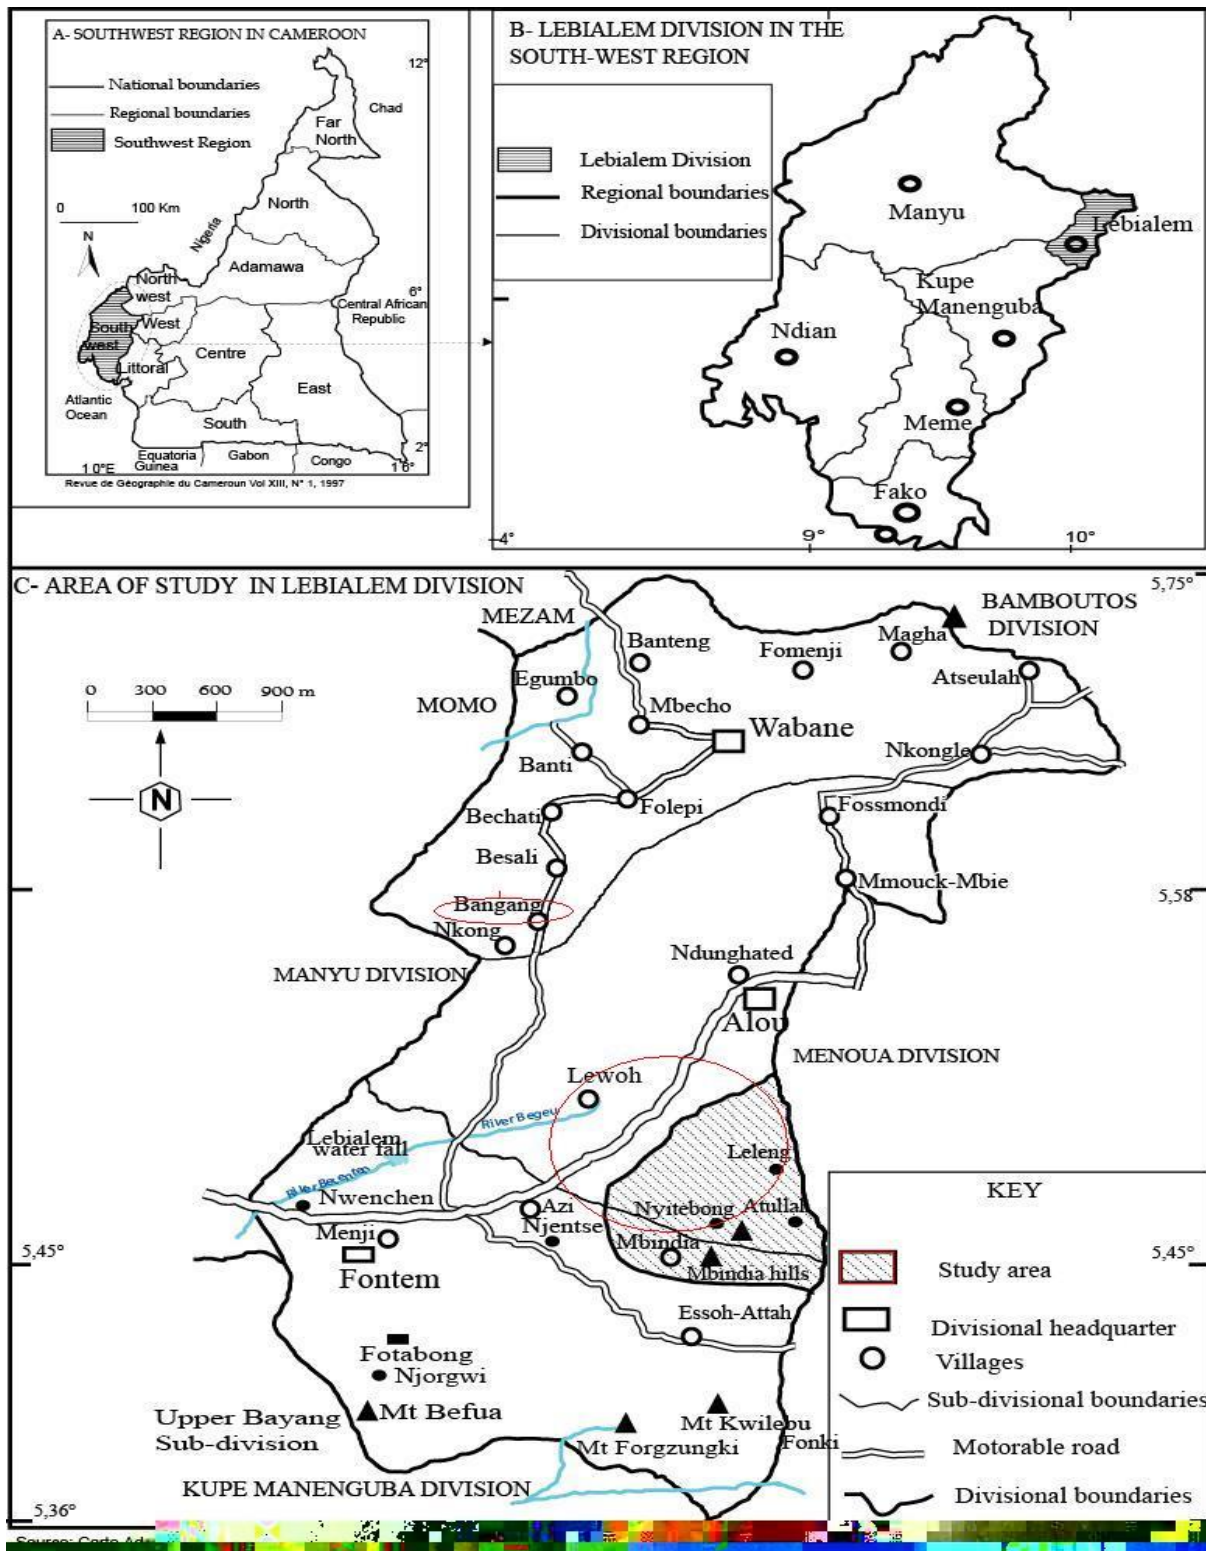 A- SOUTHWEST REGION IN CAMEROON
National boundaries
Regional boundaries
Southwest Region
0 100 Km
N
12°
Chad
Far
North
North
Nigeria
Adamawa
North
west
6°
Central African
Republic
South
west
West
Centre
Littoral
East
Atlantic
Ocean
South
2°
Equatoria
Guinea
Gabon
Congo
10°E
16°
Revue de Géographie du Cameroun Vol XIII, N° 1, 1997
B- LEBIALEM DIVISION IN THE
SOUTH-WEST REGION
Lebialem Division
Regional boundaries
Divisional boundaries
Manyu
Lebialem
Kupe
Manenguba
Ndian
Meme
Fako
4°
9°
10°
C- AREA OF STUDY IN LEBIALEM DIVISION
5,75°
MEZAM
BAMBOUTOS
DIVISION
Banteng
Fomenji
Magha
Atseulah
Egumbo
0 300 600 900 m
MOMO
Mbecho
Wabane
Nkongle
Banti
N
Folepi
Fossmondi
Bechati
Besali
Mmouck-Mbie
5,58
Bangang
Nkong
Ndunghated
MANYU DIVISION
Alou
MENOUA DIVISION
Lewoh
River Begeu
Lebialem
water fall
Leleng
Nwenchen
Azi
Nyitebong
Atullah
Njentse
Menji
Mbindia
5,45°
5,45°
Fontem
Mbindia hills
Essoh-Attah
Fotabong
Njorgwi
Mt Befua
Upper Bayang
Sub-division
Mt Kwilebu
Mt Forgzungki
Fonki
KUPE MANENGUBA DIVISION
5,36°
KEY
Study area
Divisional headquarter
Villages
Sub-divisional boundaries
Motorable road
Divisional boundaries